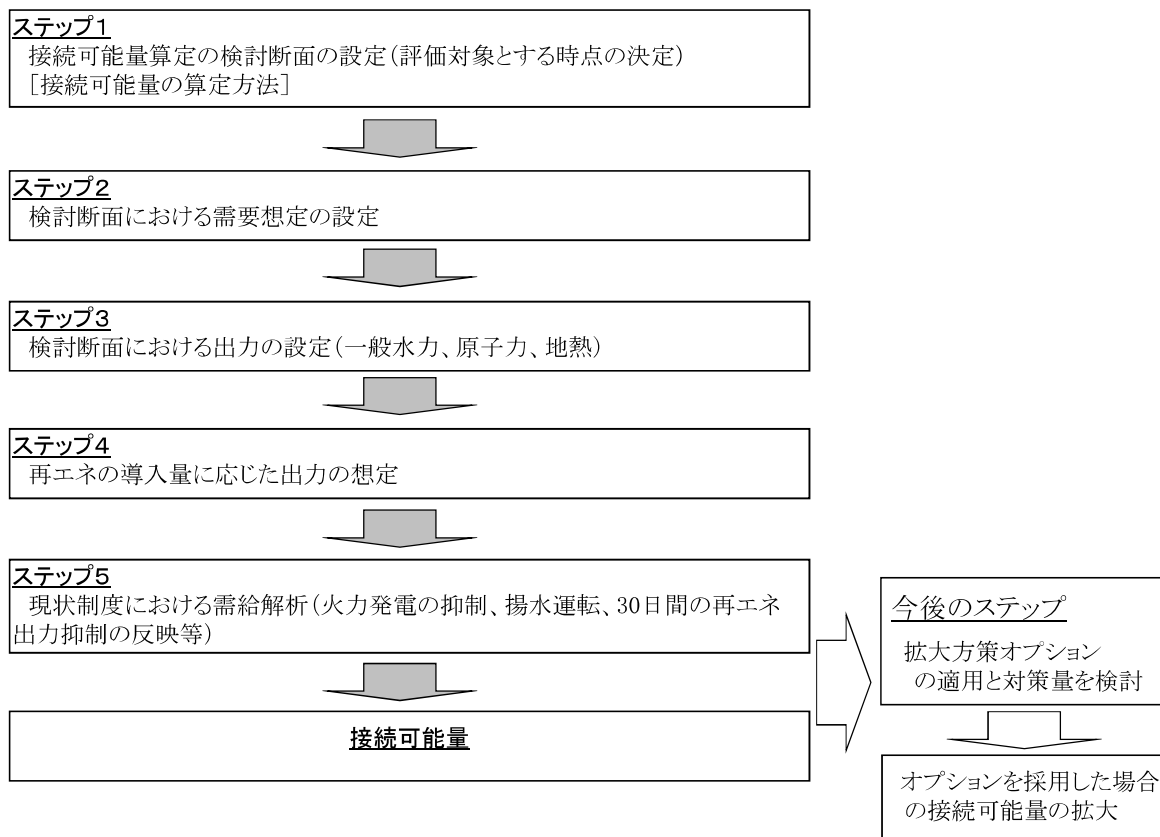 ステップ１
接続可能量算定の検討断面の設定(評価対象とする時点の決定)
[接続可能量の算定方法]
ステップ２
検討断面における需要想定の設定
ステップ３
検討断面における出力の設定(一般水力、原子力、地熱)
ステップ４
再エネの導入量に応じた出力の想定
ステップ５
現状制度における需給解析(火力発電の抑制、揚水運転、30日間の再エネ
出力抑制の反映等)
接続可能量
今後のステップ
拡大方策オプション
の適用と対策量を検討
オプションを採用した場合
の接続可能量の拡大